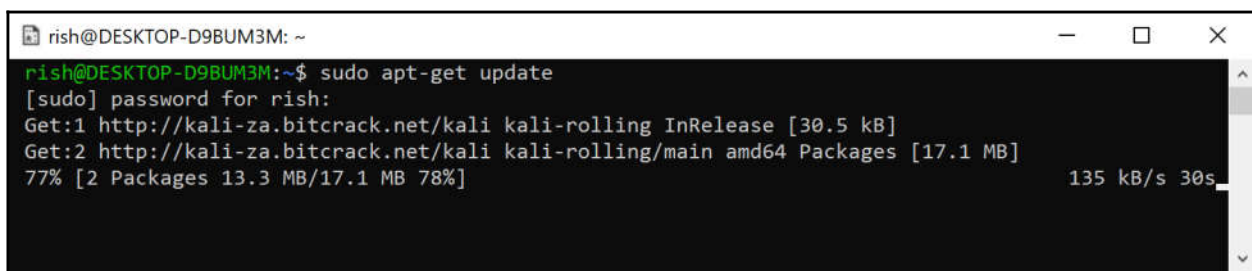 rish@DESKTOP-D9BUM3M: ~
rish@DESKTOP-D9BUM3M:~$ sudo apt-get update
[sudo] password for rish:
Get:1 http://kali-za.bitcrack.net/kali kali-rolling InRelease [30.5 kB]
Get:2 http://kali-za.bitcrack.net/kali kali-rolling/main amd64 Packages [17.1 MB]
77% [2 Packages 13.3 MB/17.1 MB 78%] 135 kB/s 30s